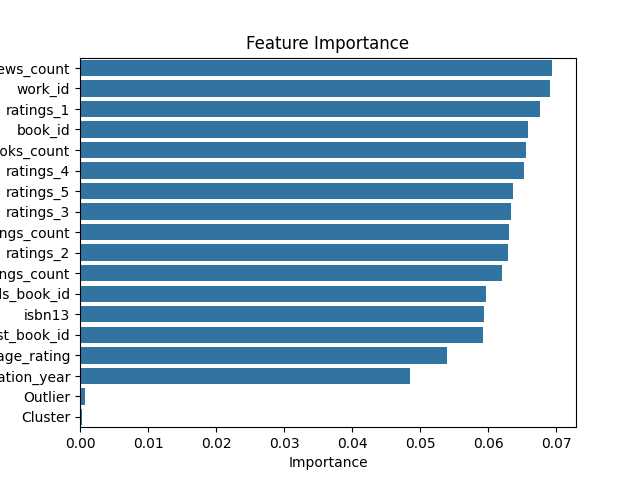 Feature Importance
ews_count
work_id
ratings_1
book_id
oks_count
ratings_4
ratings_5
ratings_3
ngs_count
ratings_2
ngs_count
ls_book_id
isbn13
st_book_id
age_rating
ation_year
Outlier
Cluster
0.00 0.01 0.02 0.03 0.04 0.05 0.06 0.07
Importance